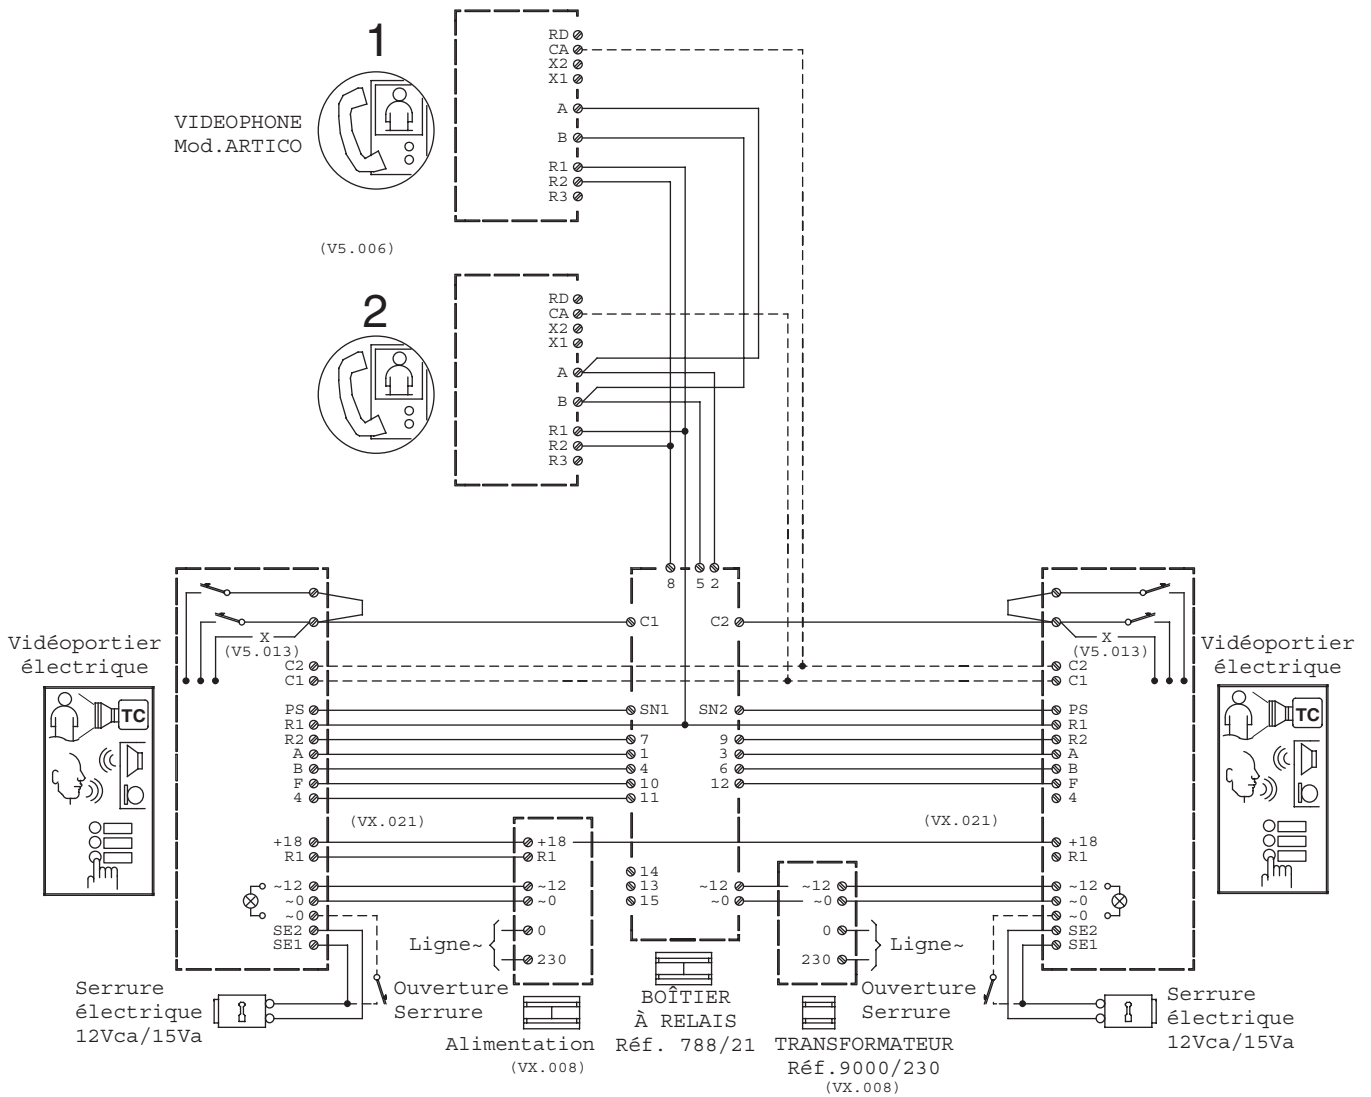 1
VIDEOPHONE
Mod.ARTICO
RD
CA
X2
X1
A
B
R1
R2
R3
(V5.006)
2
RD
CA
X2
X1
A
B
R1
R2
R3
8 5 2
C1 C2
Vidéoportier
électrique
TC
X
(V5.013)
C2
C1
PS
R1
R2
A
B
F
4
+18
R1
~12
~0
~0
SE2
SE1
(VX.021)
SN1 SN2
7 9
1 3
4 6
10 12
11
14
13 ~12
15 ~0
+18
R1
~12
~0
0
230
Ligne~
~12
~0
0
230
Ligne~
(VX.021)
X
(V5.013)
C2
C1
PS
R1
R2
A
B
F
4
+18
R1
~12
~0
~0
SE2
SE1
Vidéoportier
électrique
TC
Serrure
électrique
12Vca/15Va
Ouverture
Serrure
Alimentation
(VX.008)
BOÎTIER
À RELAIS
Réf. 788/21
TRANSFORMATEUR
Réf.9000/230
(VX.008)
Ouverture
Serrure
Serrure
électrique
12Vca/15Va